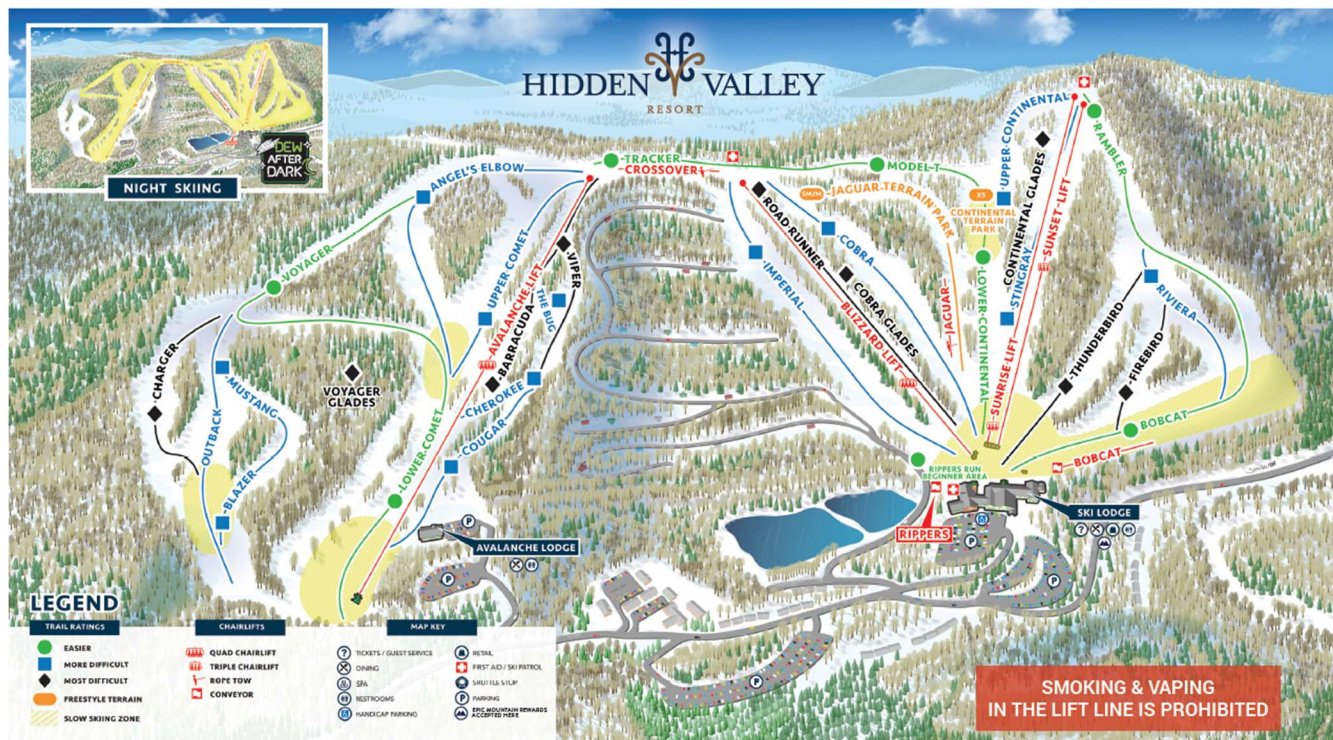 HIDDEN VALLEY
RESORT
DEW
AFTER
DARK
NIGHT SKIING
ANGEL'S ELBOW
TRACKER
CROSSOVER
MODEL T
SM/M
JAGUAR TERRAIN PARK
XS
CONTINENTAL
TERRAIN
PARK
UPPER CONTINENTAL
CONTINENTAL GLADES
SUNSET LIFT
RAMBLER
VOYAGER
UPPER COMET
AVALANCHE LIFT
BARRACUDA
VIPER
THE BUG
ROAD RUNNER
IMPERIAL
COBRA
COBRA GLADES
BLIZZARD LIFT
JAGUAR
LOWER CONTINENTAL
STINGRAY
SUNRISE LIFT
THUNDERBIRD
FIREBIRD
RIVIERA
CHARGER
MUSTANG
OUTBACK
BLAZER
VOYAGER
GLADES
LOWER COMET
CHEROKEE
COUGAR
BOBCAT
BOBCAT
RIPPERS RUN
BEGINNER AREA
RIPPERS
SKI LODGE
AVALANCHE LODGE
P
P
P
P
P
P
LEGEND
TRAIL RATINGS
EASIER
MORE DIFFICULT
MOST DIFFICULT
FREESTYLE TERRAIN
SLOW SKIING ZONE
CHAIRLIFTS
QUAD CHAIRLIFT
TRIPLE CHAIRLIFT
ROPE TOW
CONVEYOR
MAP KEY
? TICKETS / GUEST SERVICE
DINING
SPA
RESTROOMS
HANDICAP PARKING
RETAIL
FIRST AID / SKI PATROL
SHUTTLE STOP
P PARKING
EPIC MOUNTAIN REWARDS
ACCEPTED HERE
SMOKING & VAPING
IN THE LIFT LINE IS PROHIBITED